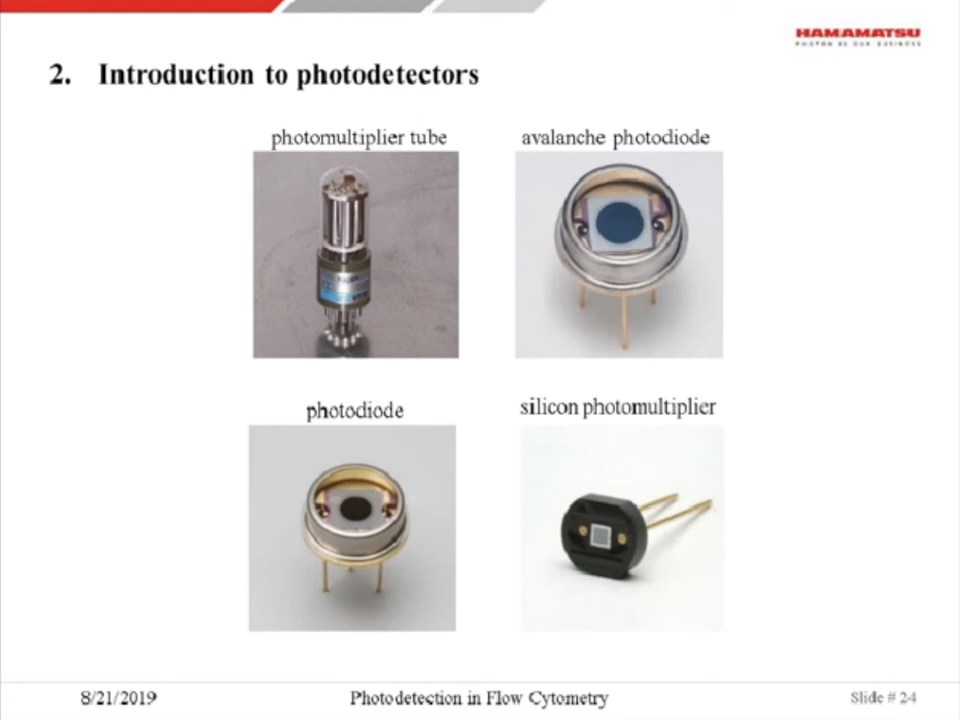 HAMAMATSU
PHOTON IS OUR BUSINESS
2. Introduction to photodetectors
photomultiplier tube
avalanche photodiode
photodiode
silicon photomultiplier
8/21/2019
Photodetection in Flow Cytometry
Slide # 24